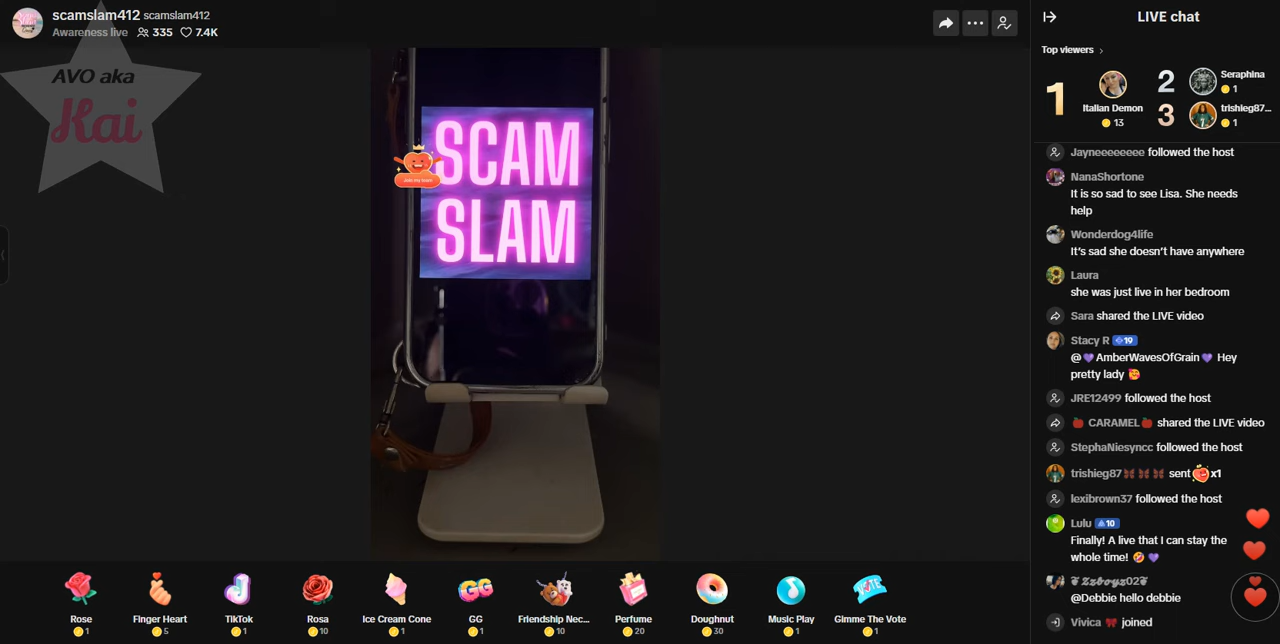 scamslam412 scamslam412
Awareness live 335 7.4K
AVO aka
Kai
SCAM
SLAM
Join my team
LIVE chat
Top viewers
1 Italian Demon 13
2 Seraphina 1
3 trishieg87... 1
Jayneeeeeeee followed the host
NanaShortone
It is so sad to see Lisa. She needs
help
Wonderdog4life
It's sad she doesn't have anywhere
Laura
she was just live in her bedroom
Sara shared the LIVE video
Stacy R 19
@💜AmberWavesOfGrain💜 Hey
pretty lady 🥰
JRE12499 followed the host
🍎 CARAMEL🍎 shared the LIVE video
StephaNiesyncc followed the host
trishieg87 sent x1
lexibrown37 followed the host
Lulu 10
Finally! A live that I can stay the
whole time! 🤣 💜
𝖅𝖟𝖇𝖔𝖞𝖟02
@Debbie hello debbie
Vivica 🎀 joined
Rose Finger Heart TikTok Rosa Ice Cream Cone GG Friendship Nec... Perfume Doughnut Music Play Gimme The Vote
1 5 1 10 1 1 10 20 30 1 1